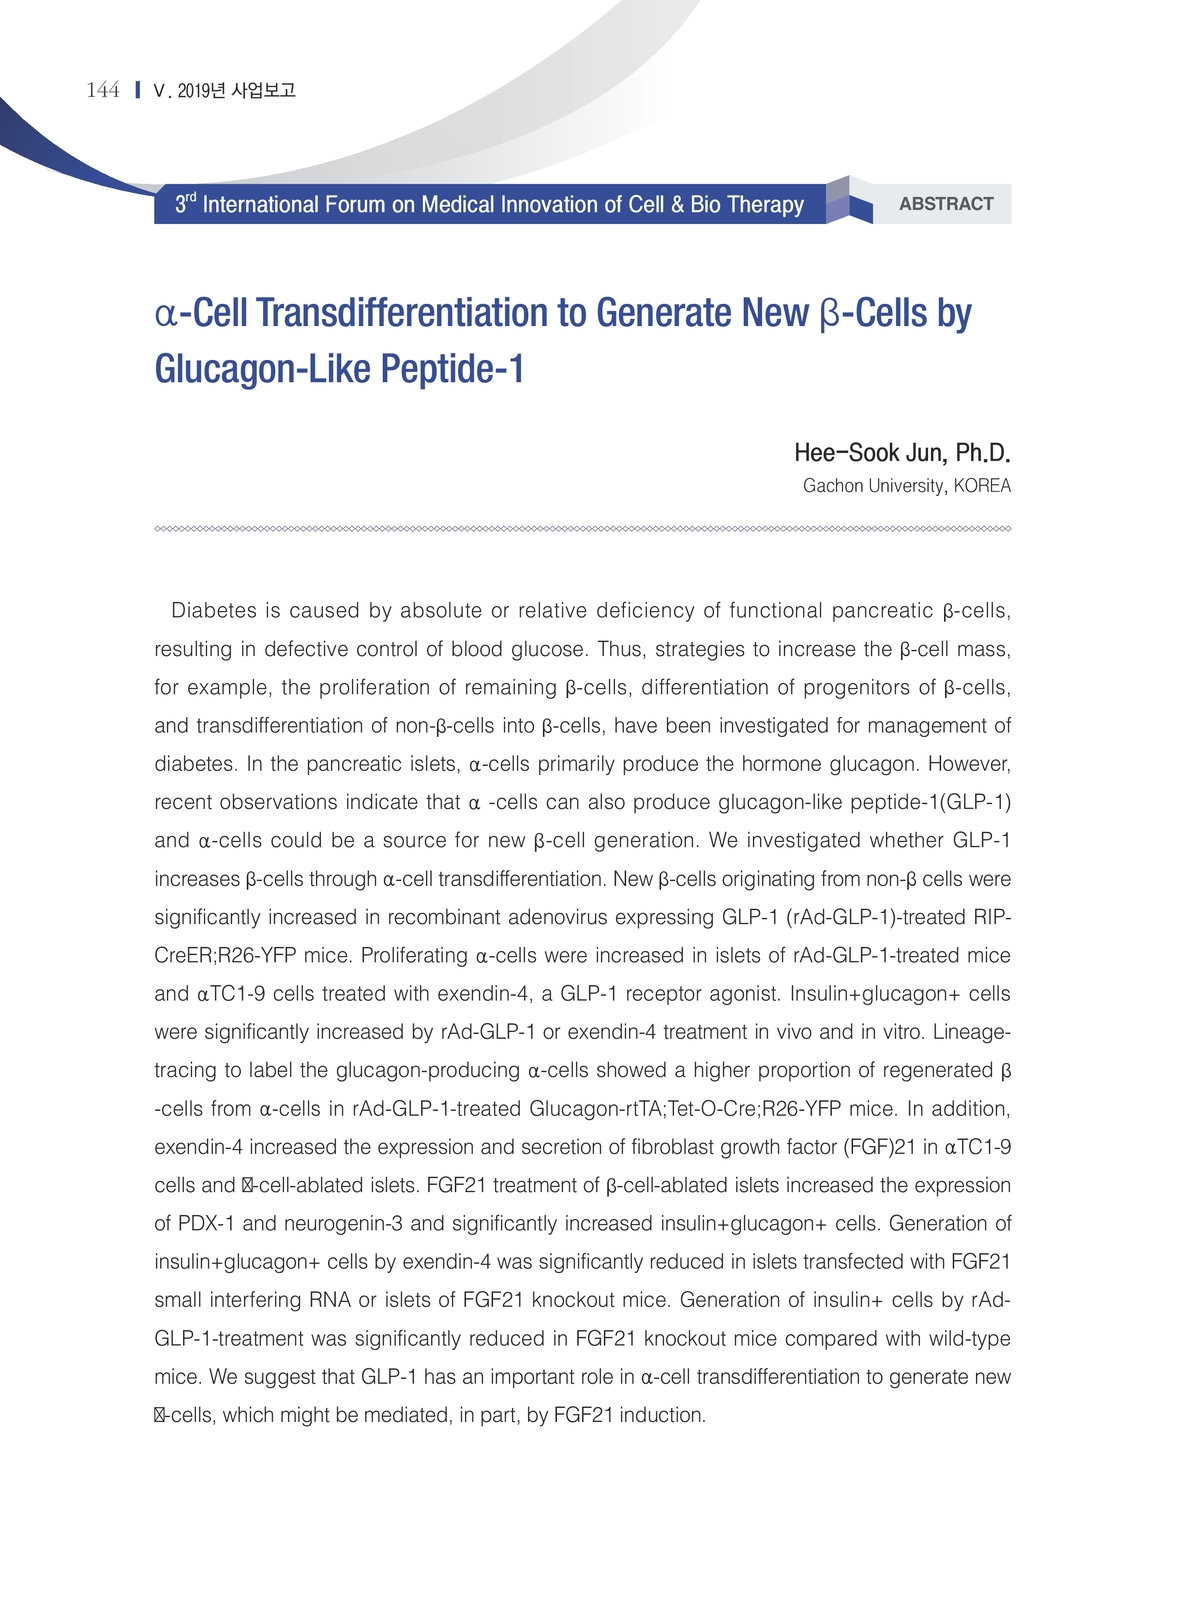 144 Ⅴ. 2019년 사업보고
3rd International Forum on Medical Innovation of Cell & Bio Therapy ABSTRACT
α-Cell Transdifferentiation to Generate New β-Cells by
Glucagon-Like Peptide-1
Hee-Sook Jun, Ph.D.
Gachon University, KOREA
Diabetes is caused by absolute or relative deficiency of functional pancreatic β-cells,
resulting in defective control of blood glucose. Thus, strategies to increase the β-cell mass,
for example, the proliferation of remaining β-cells, differentiation of progenitors of β-cells,
and transdifferentiation of non-β-cells into β-cells, have been investigated for management of
diabetes. In the pancreatic islets, α-cells primarily produce the hormone glucagon. However,
recent observations indicate that α -cells can also produce glucagon-like peptide-1(GLP-1)
and α-cells could be a source for new β-cell generation. We investigated whether GLP-1
increases β-cells through α-cell transdifferentiation. New β-cells originating from non-β cells were
significantly increased in recombinant adenovirus expressing GLP-1 (rAd-GLP-1)-treated RIP-
CreER;R26-YFP mice. Proliferating α-cells were increased in islets of rAd-GLP-1-treated mice
and αTC1-9 cells treated with exendin-4, a GLP-1 receptor agonist. Insulin+glucagon+ cells
were significantly increased by rAd-GLP-1 or exendin-4 treatment in vivo and in vitro. Lineage-
tracing to label the glucagon-producing α-cells showed a higher proportion of regenerated β
-cells from α-cells in rAd-GLP-1-treated Glucagon-rtTA;Tet-O-Cre;R26-YFP mice. In addition,
exendin-4 increased the expression and secretion of fibroblast growth factor (FGF)21 in αTC1-9
cells and -cell-ablated islets. FGF21 treatment of β-cell-ablated islets increased the expression
of PDX-1 and neurogenin-3 and significantly increased insulin+glucagon+ cells. Generation of
insulin+glucagon+ cells by exendin-4 was significantly reduced in islets transfected with FGF21
small interfering RNA or islets of FGF21 knockout mice. Generation of insulin+ cells by rAd-
GLP-1-treatment was significantly reduced in FGF21 knockout mice compared with wild-type
mice. We suggest that GLP-1 has an important role in α-cell transdifferentiation to generate new
-cells, which might be mediated, in part, by FGF21 induction.